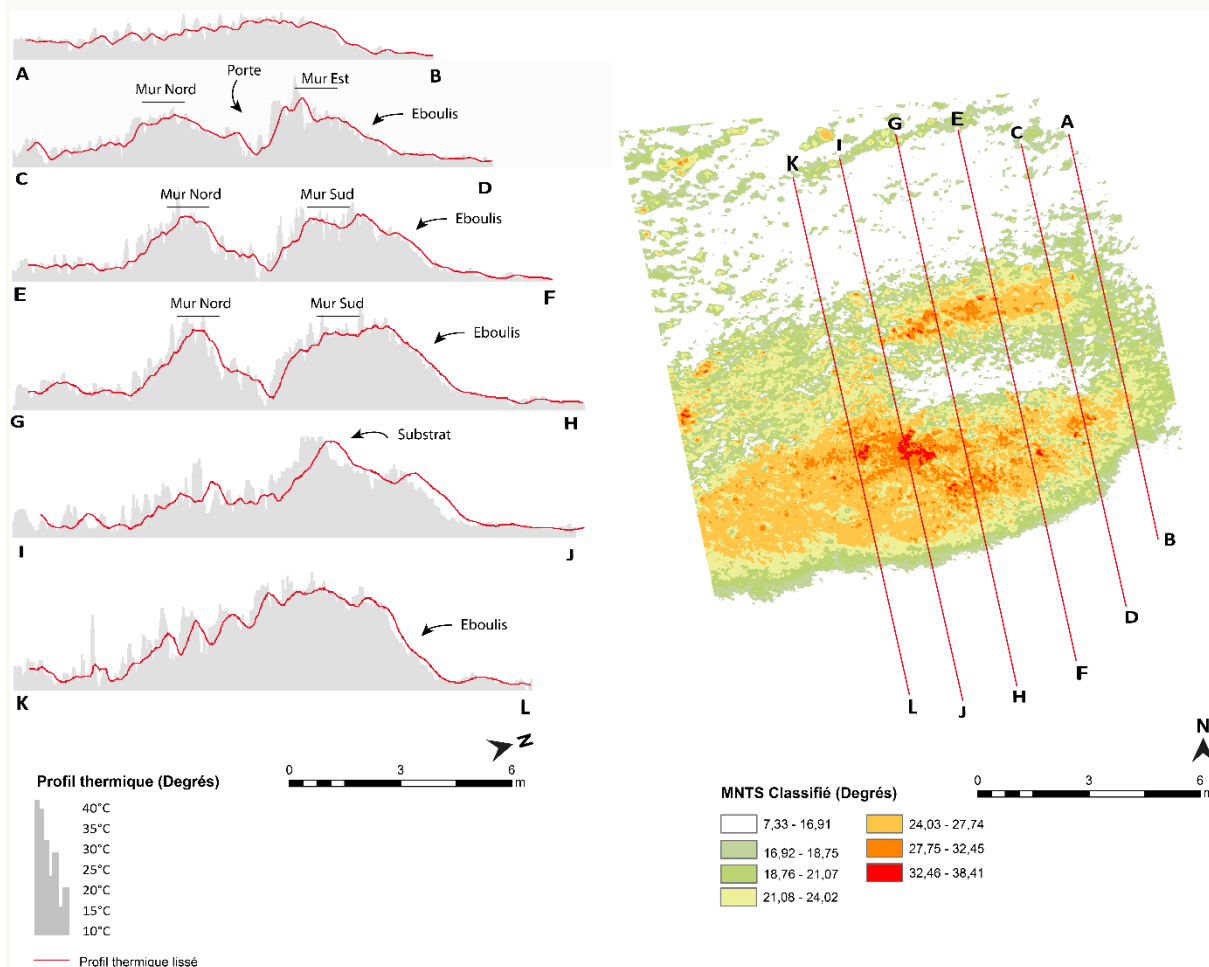 A
B
Mur Nord
Porte
Mur Est
Eboulis
C
D
Mur Nord
Mur Sud
Eboulis
E
F
Mur Nord
Mur Sud
Eboulis
G
H
Substrat
I
J
Eboulis
K
L
N
Profil thermique (Degrés)
0 3 6
m
40°C
35°C
30°C
25°C
20°C
15°C
10°C
Profil thermique lissé
K
I
G
E
C
A
B
D
F
H
J
L
N
0 3 6
m
MNTS Classifié (Degrés)
7,33 - 16,91
16,92 - 18,75
18,76 - 21,07
21,08 - 24,02
24,03 - 27,74
27,75 - 32,45
32,46 - 38,41